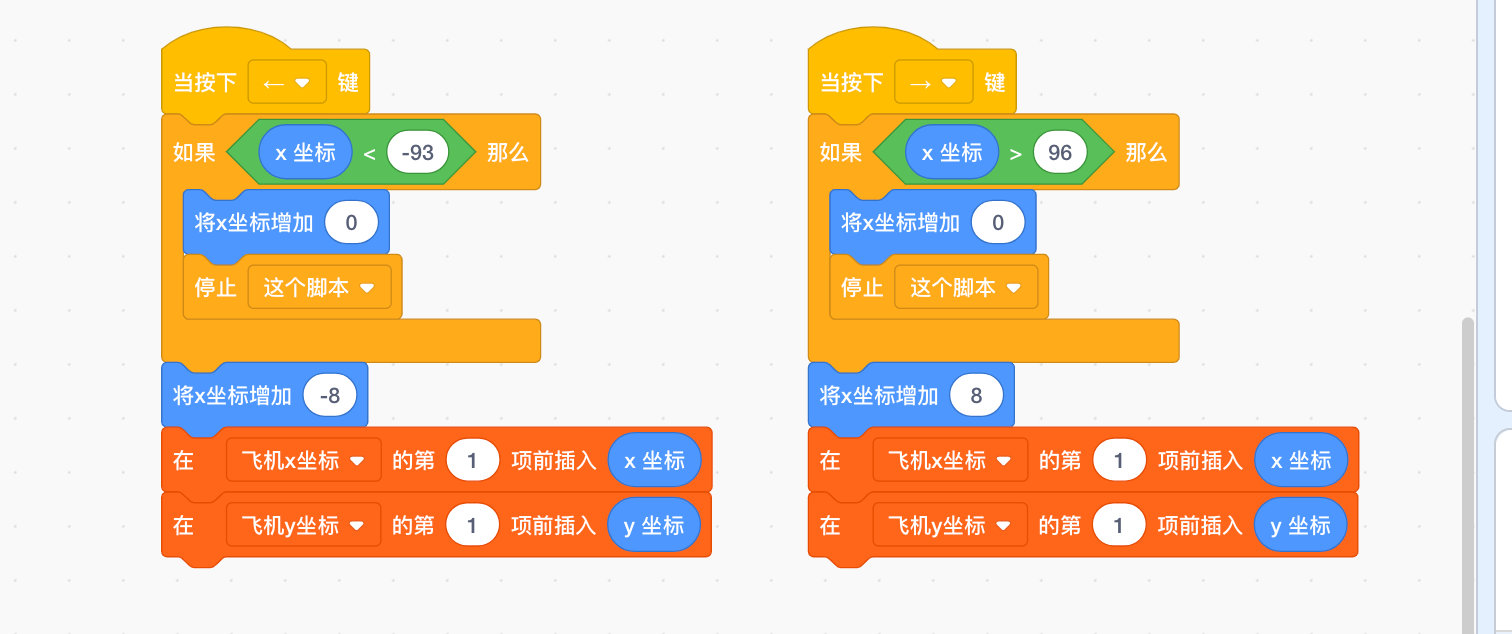 当按下 ← 键
如果 x 坐标 < -93 那么
将x坐标增加 0
停止 这个脚本
将x坐标增加 -8
在 飞机x坐标 的第 1 项前插入 x 坐标
在 飞机y坐标 的第 1 项前插入 y 坐标
当按下 → 键
如果 x 坐标 > 96 那么
将x坐标增加 0
停止 这个脚本
将x坐标增加 8
在 飞机x坐标 的第 1 项前插入 x 坐标
在 飞机y坐标 的第 1 项前插入 y 坐标